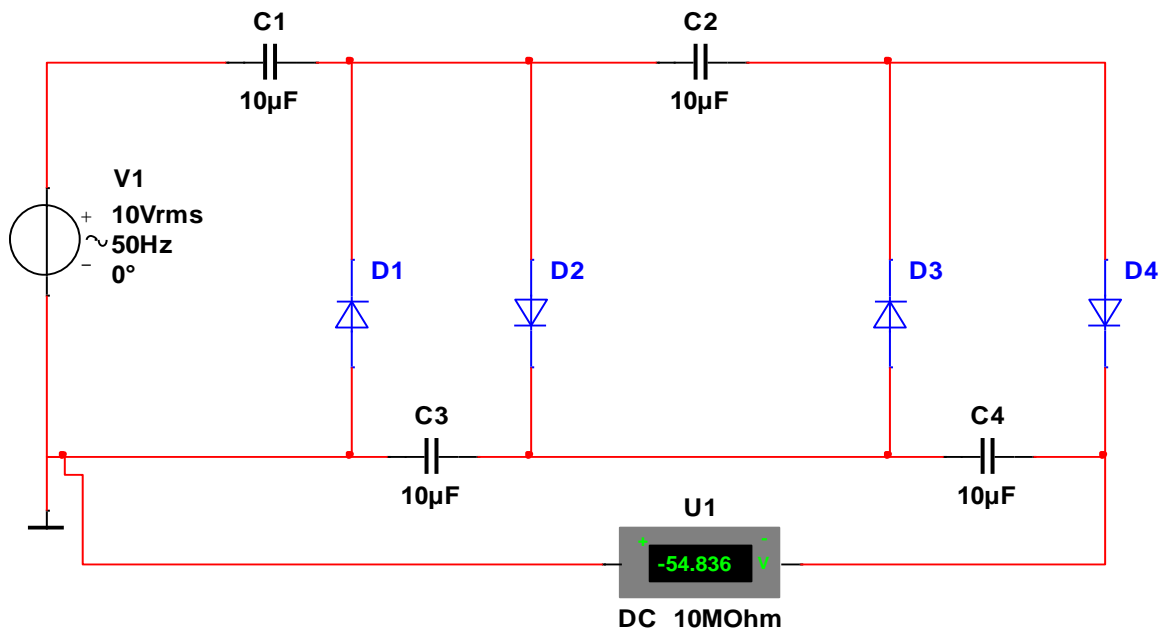 C1
10µF
C2
10µF
V1
+ 10Vrms
~ 50Hz
− 0°
D1
D2
D3
D4
C3
10µF
C4
10µF
U1
+ -
-54.836 V
DC 10MOhm